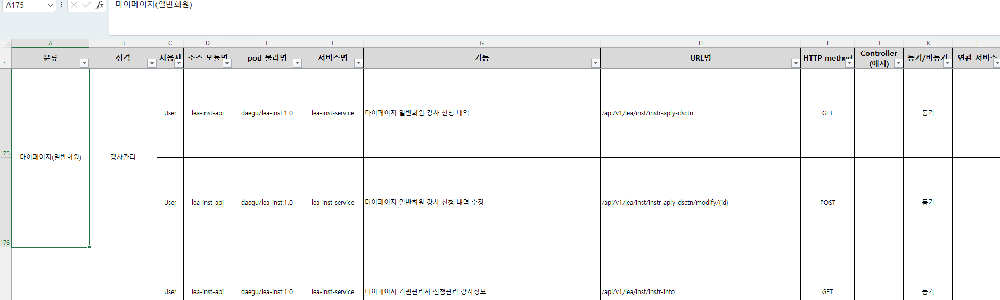 A175
fx
마이페이지(일반회원)
A B C D E F G H I J K L
1 분류 성격 사용자 소스 모듈명 pod 물리명 서비스명 기능 URL명 HTTP method Controller (예시) 동기/비동기 연관 서비스
175 마이페이지(일반회원) 강사관리 User lea-inst-api daegu/lea-inst:1.0 lea-inst-service 마이페이지 일반회원 강사 신청 내역 /api/v1/lea/inst/instr-aply-dsctn GET 동기
176 User lea-inst-api daegu/lea-inst:1.0 lea-inst-service 마이페이지 일반회원 강사 신청 내역 수정 /api/v1/lea/inst/instr-aply-dsctn/modify/{id} POST 동기
User lea-inst-api daegu/lea-inst:1.0 lea-inst-service 마이페이지 기관관리자 신청관리 강사정보 /api/v1/lea/inst/instr-info GET 동기